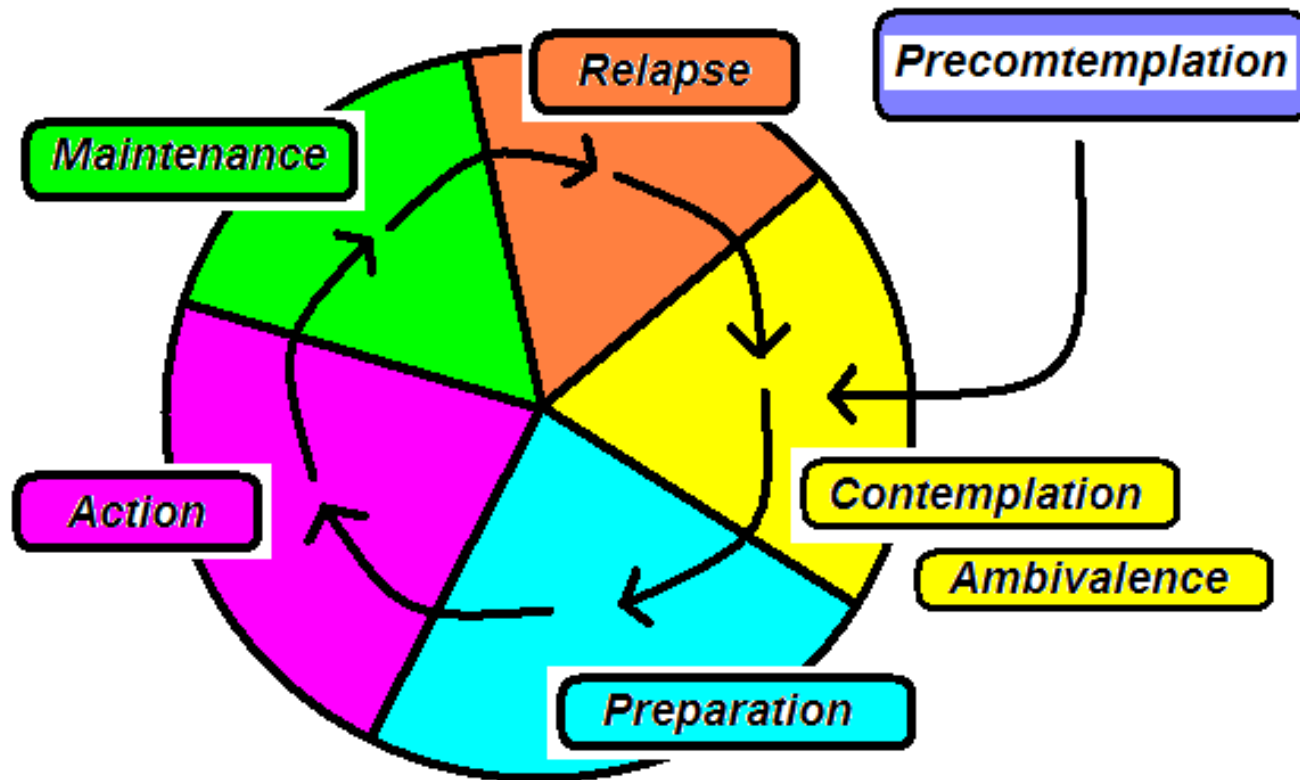 Relapse
Precomtemplation
Maintenance
Contemplation
Action
Ambivalence
Preparation